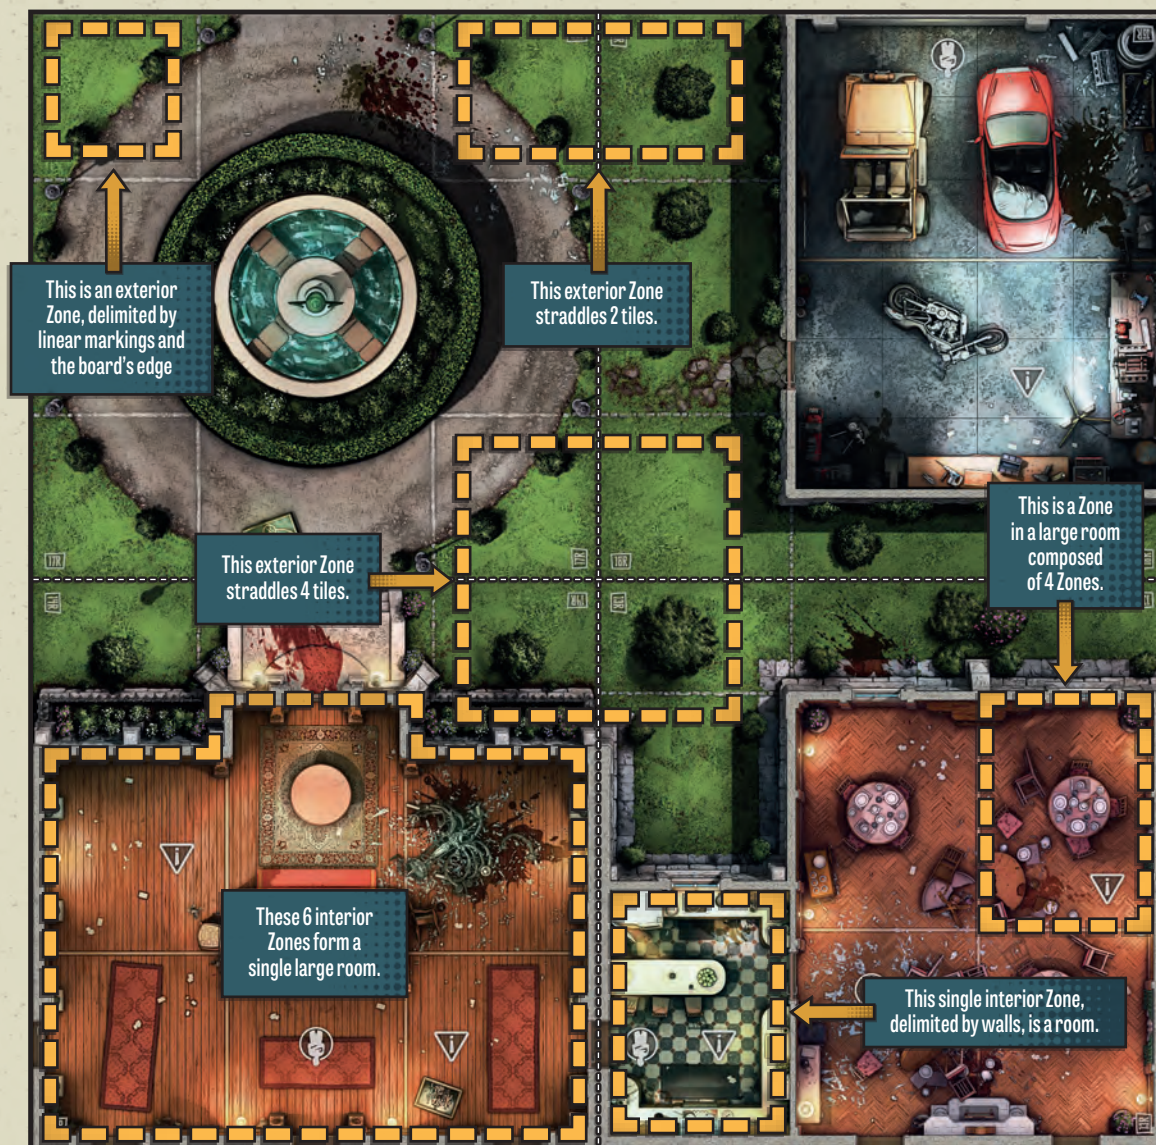 This is an exterior
Zone, delimited by
linear markings and
the board's edge
This exterior Zone
straddles 2 tiles.
This exterior Zone
straddles 4 tiles.
This is a Zone
in a large room
composed
of 4 Zones.
These 6 interior
Zones form a
single large room.
This single interior Zone,
delimited by walls, is a room.
17R
18R